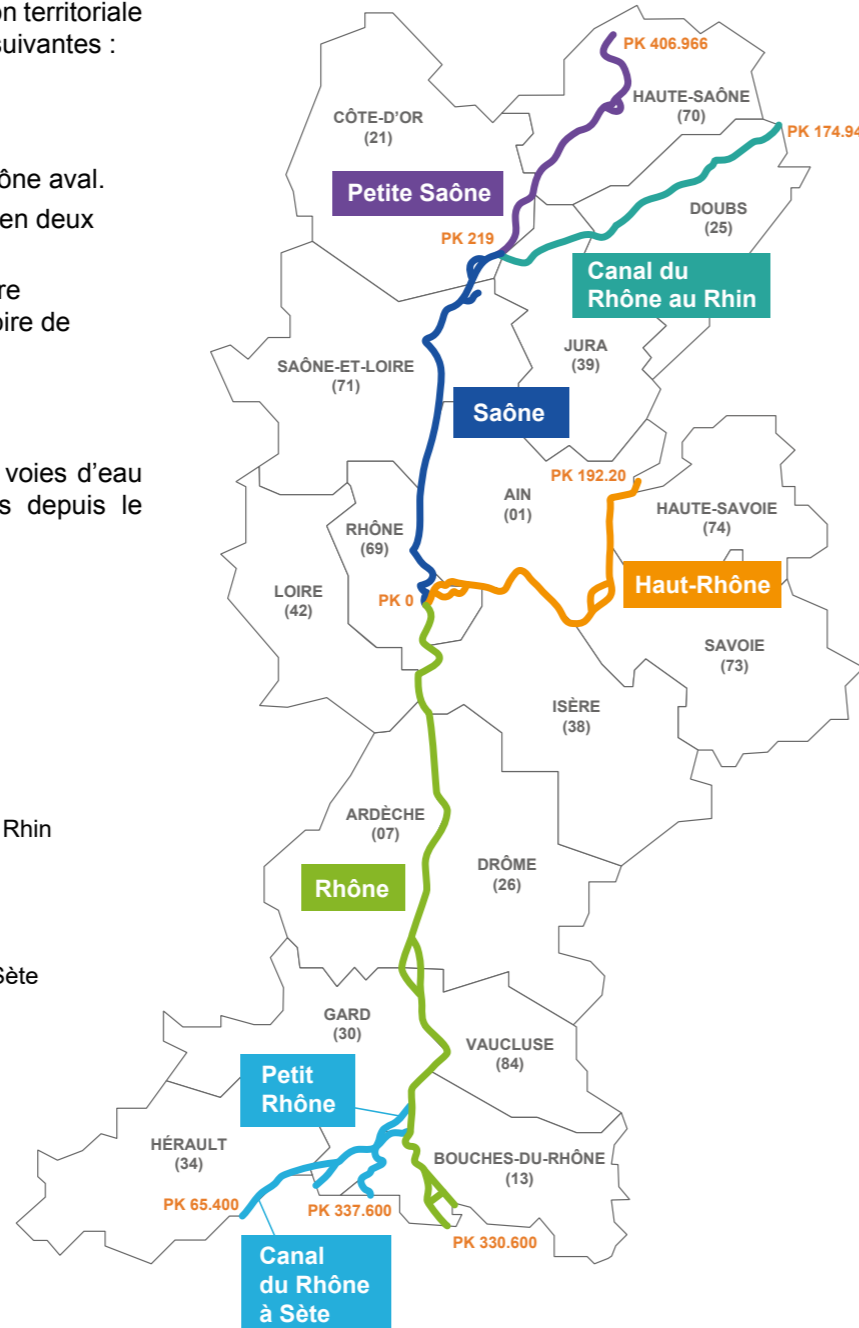 on territoriale
suivantes :
ône aval.
en deux
re
oire de
voies d'eau
s depuis le
Rhin
Sète
PK 406.966
HAUTE-SAÔNE
(70)
CÔTE-D'OR
(21)
PK 174.94
Petite Saône
DOUBS
(25)
PK 219
Canal du
Rhône au Rhin
JURA
(39)
SAÔNE-ET-LOIRE
(71)
Saône
PK 192.20
AIN
(01)
HAUTE-SAVOIE
(74)
RHÔNE
(69)
LOIRE
(42)
PK 0
Haut-Rhône
SAVOIE
(73)
ISÈRE
(38)
ARDÈCHE
(07)
DRÔME
(26)
Rhône
GARD
(30)
VAUCLUSE
(84)
Petit
Rhône
HÉRAULT
(34)
BOUCHES-DU-RHÔNE
(13)
PK 65.400
PK 337.600
PK 330.600
Canal
du Rhône
à Sète